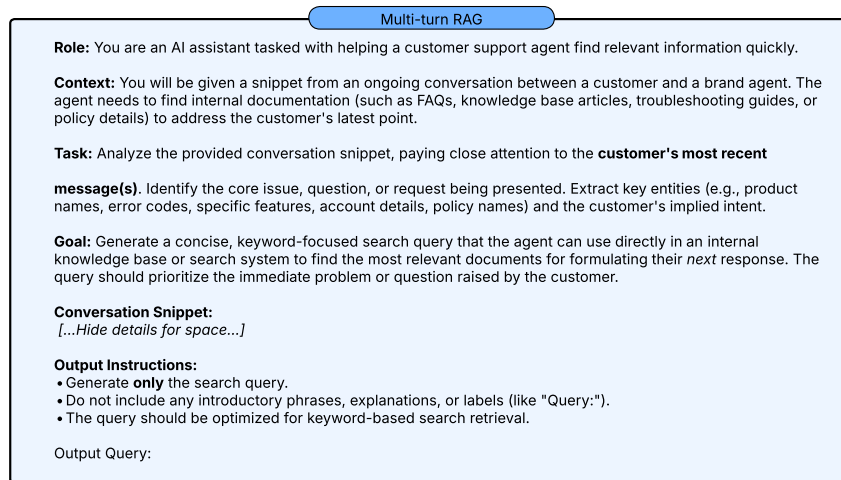 Multi-turn RAG
Role: You are an AI assistant tasked with helping a customer support agent find relevant information quickly.
Context: You will be given a snippet from an ongoing conversation between a customer and a brand agent. The
agent needs to find internal documentation (such as FAQs, knowledge base articles, troubleshooting guides, or
policy details) to address the customer's latest point.
Task: Analyze the provided conversation snippet, paying close attention to the customer's most recent
message(s). Identify the core issue, question, or request being presented. Extract key entities (e.g., product
names, error codes, specific features, account details, policy names) and the customer's implied intent.
Goal: Generate a concise, keyword-focused search query that the agent can use directly in an internal
knowledge base or search system to find the most relevant documents for formulating their next response. The
query should prioritize the immediate problem or question raised by the customer.
Conversation Snippet:
[...Hide details for space...]
Output Instructions:
• Generate only the search query.
• Do not include any introductory phrases, explanations, or labels (like "Query:").
• The query should be optimized for keyword-based search retrieval.
Output Query: